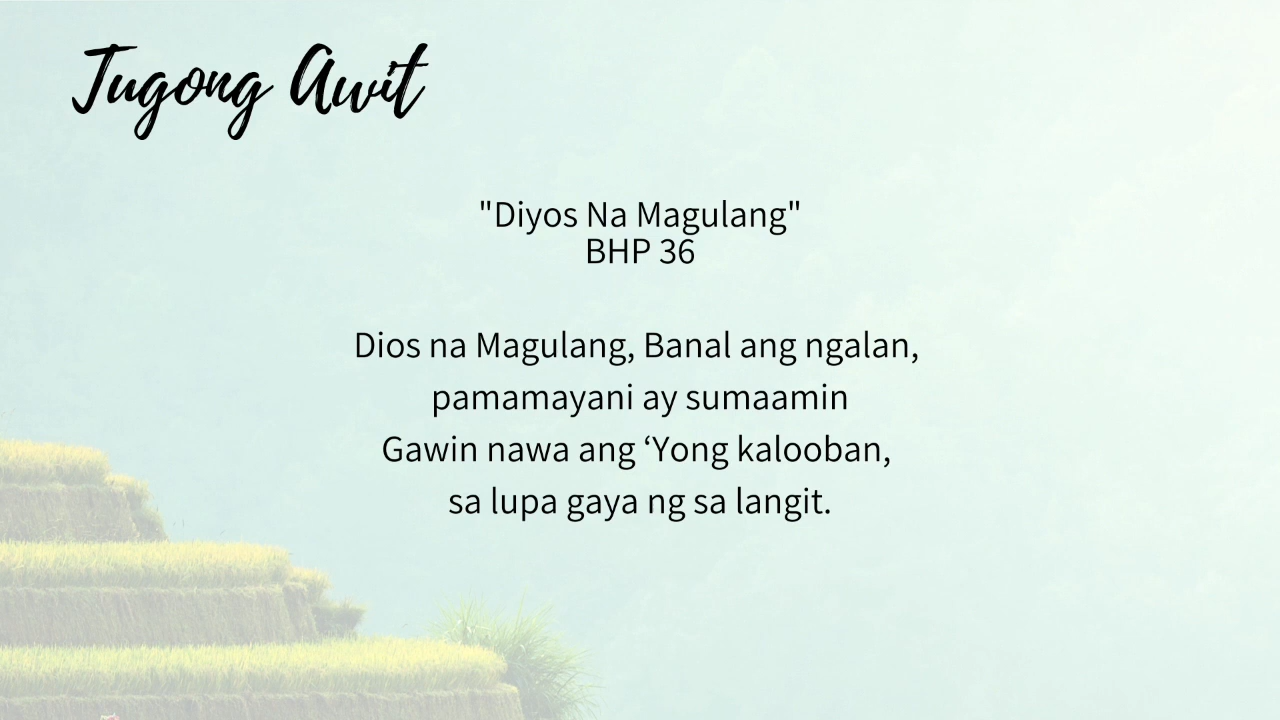 Tugong Awit
"Diyos Na Magulang"
BHP 36
Dios na Magulang, Banal ang ngalan,
pamamayani ay sumaamin
Gawin nawa ang ‘Yong kalooban,
sa lupa gaya ng sa langit.